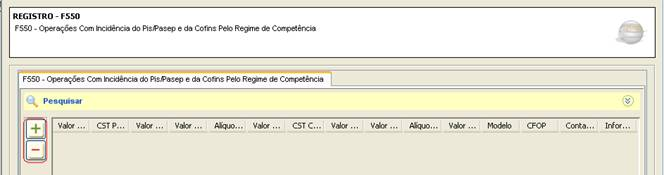 REGISTRO - F550
F550 - Operações Com Incidência do Pis/Pasep e da Cofins Pelo Regime de Competência
F550 - Operações Com Incidência do Pis/Pasep e da Cofins Pelo Regime de Competência
Pesquisar
Valor ... CST P... Valor ... Valor ... Alíquo... Valor ... CST C... Valor ... Valor ... Alíquo... Valor ... Modelo CFOP Conta... Infor...